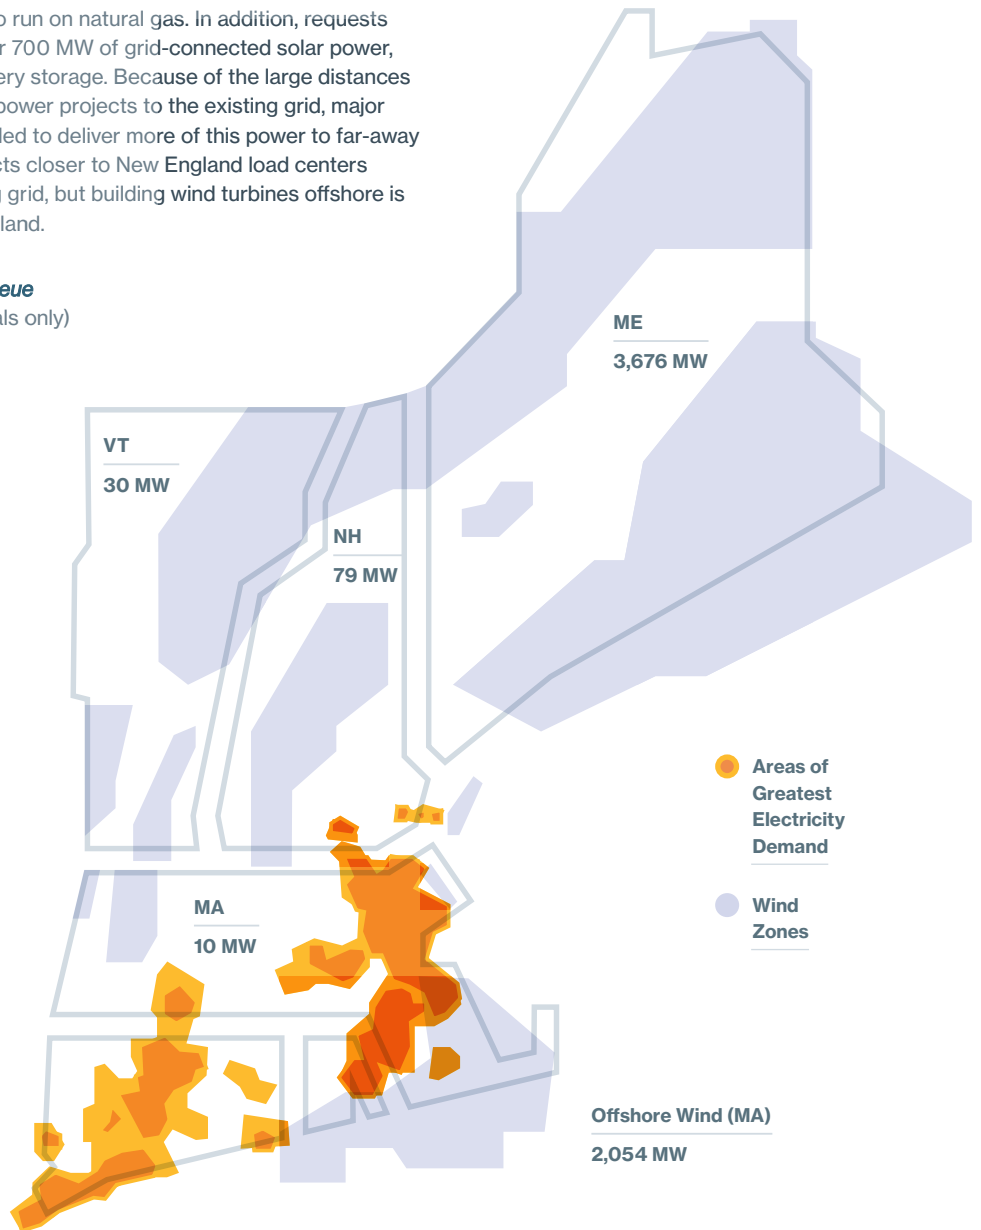 o run on natural gas. In addition, requests
r 700 MW of grid-connected solar power,
ery storage. Because of the large distances
power projects to the existing grid, major
led to deliver more of this power to far-away
cts closer to New England load centers
g grid, but building wind turbines offshore is
land.
eue
als only)
ME
3,676 MW
VT
30 MW
NH
79 MW
Areas of
Greatest
Electricity
Demand
Wind
Zones
MA
10 MW
Offshore Wind (MA)
2,054 MW